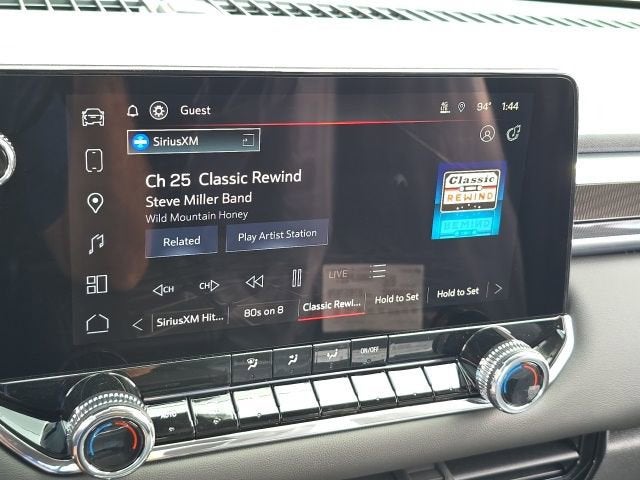 Guest
94° 1:44
SiriusXM
Ch 25 Classic Rewind
Steve Miller Band
Wild Mountain Honey
Related
Play Artist Station
Classic
REWIND
CH
CH
LIVE
SiriusXM Hit...
80s on 8
Classic Rewi...
Hold to Set
Hold to Set
ON/OFF
AUTO